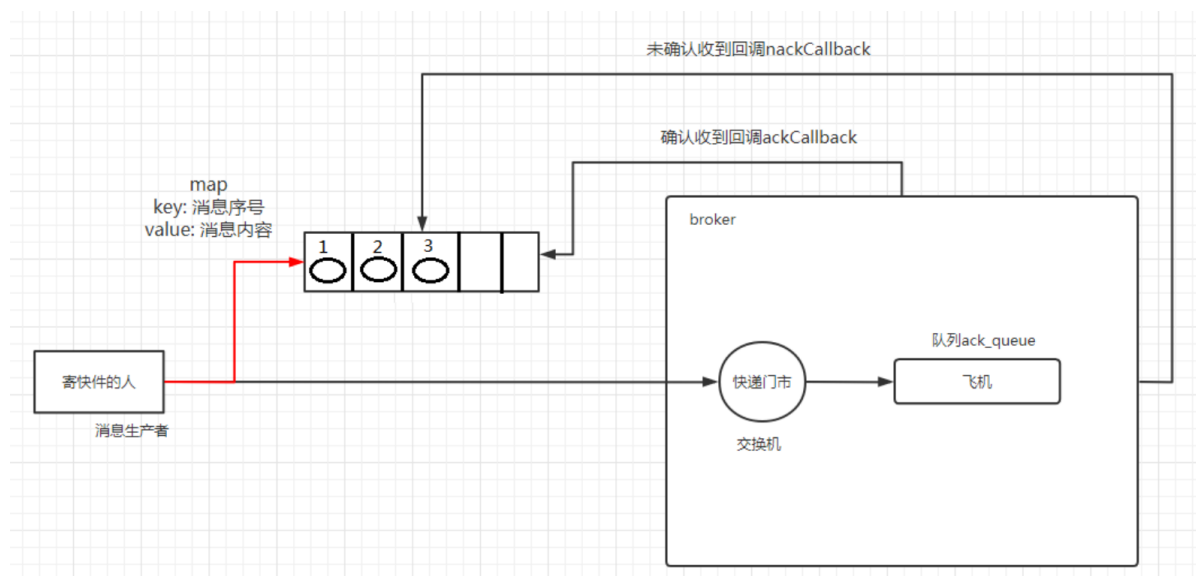 未确认收到回调nackCallback
确认收到回调ackCallback
map
key: 消息序号
value: 消息内容
broker
1 2 3
队列ack_queue
寄快件的人
快递门市
飞机
消息生产者
交换机